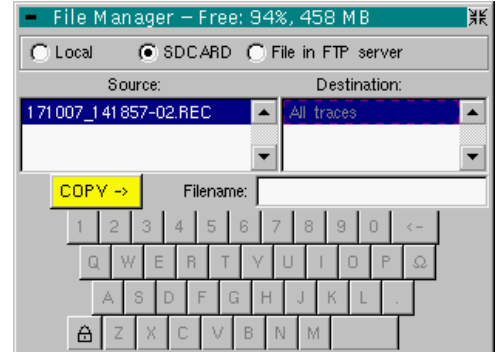 File Manager – Free: 94%, 458 MB
Local SDCARD File in FTP server
Source: Destination:
171007_141857-02.REC All traces
COPY -> Filename:
1 2 3 4 5 6 7 8 9 0 <-
Q W E R T Y U I O P Ω
A S D F G H J K L .
Z X C V B N M